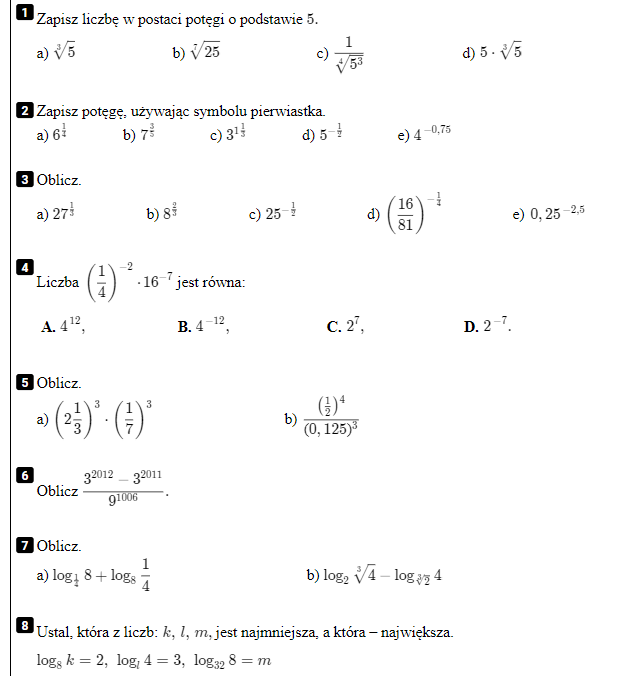 1 Zapisz liczbę w postaci potęgi o podstawie 5.
a) ∛5 b) ⁷√25 c) 1/⁴√(5³) d) 5 · ∛5
2 Zapisz potęgę, używając symbolu pierwiastka.
a) 6^(1/4) b) 7^(3/5) c) 3^(1 1/3) d) 5^(−1/2) e) 4^(−0,75)
3 Oblicz.
a) 27^(1/3) b) 8^(2/3) c) 25^(−1/2) d) (16/81)^(−1/4) e) 0,25^(−2,5)
4 Liczba (1/4)^(−2) · 16^(−7) jest równa:
A. 4^(12), B. 4^(−12), C. 2^7, D. 2^(−7).
5 Oblicz.
a) (2 1/3)^3 · (1/7)^3 b) (1/2)^4/(0,125)^3
6 Oblicz (3^2012 − 3^2011)/9^1006.
7 Oblicz.
a) log_(1/4) 8 + log_8 1/4 b) log_2 ∛4 − log_(∛2) 4
8 Ustal, która z liczb: k, l, m, jest najmniejsza, a która – największa.
log_8 k = 2, log_l 4 = 3, log_32 8 = m